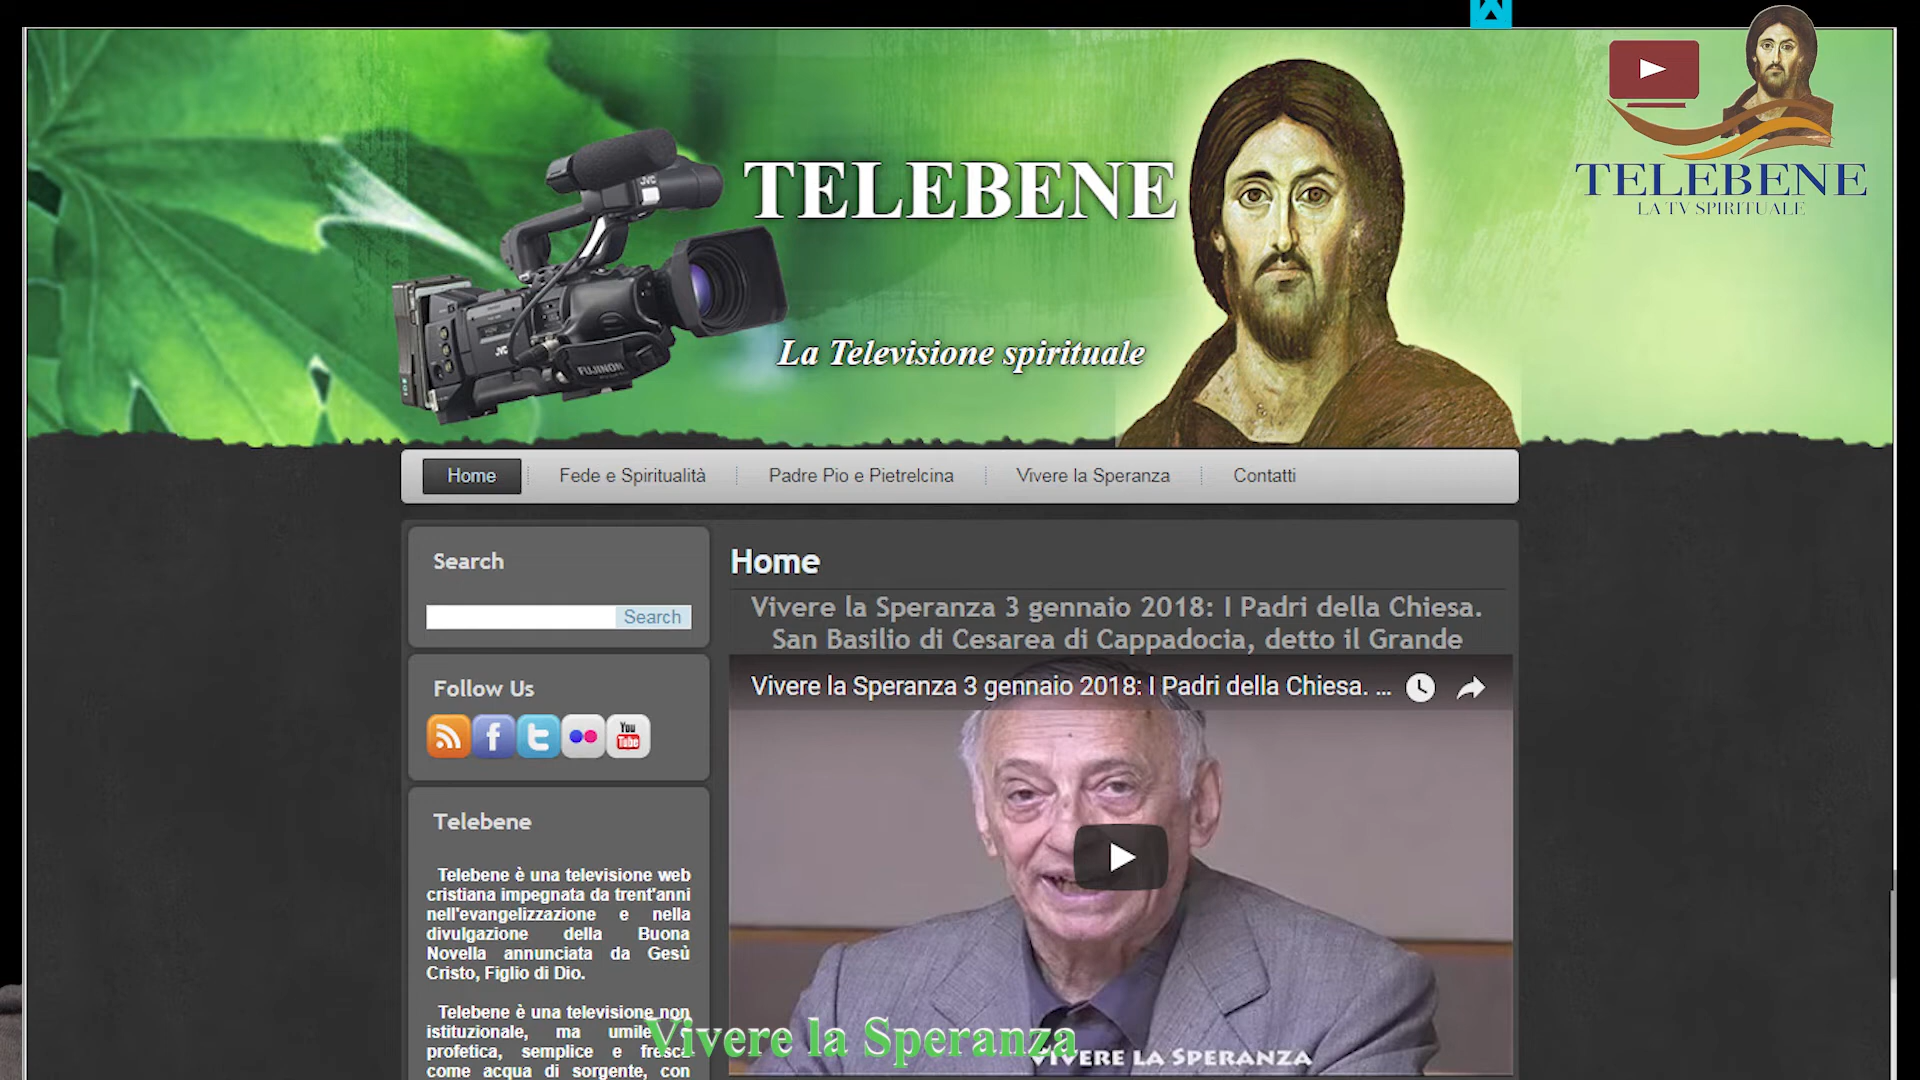 TELEBENE
La Televisione spirituale
TELEBENE
LA TV SPIRITUALE
JVC
JVC
FUJINON
Home
Fede e Spiritualità
Padre Pio e Pietrelcina
Vivere la Speranza
Contatti
Search
Search
Follow Us
You
Tube
Telebene
Telebene è una televisione web
cristiana impegnata da trent'anni
nell'evangelizzazione e nella
divulgazione della Buona
Novella annunciata da Gesù
Cristo, Figlio di Dio.
Telebene è una televisione non
istituzionale, ma umile
profetica, semplice e fresca
come acqua di sorgente, con
Home
Vivere la Speranza 3 gennaio 2018: I Padri della Chiesa.
San Basilio di Cesarea di Cappadocia, detto il Grande
Vivere la Speranza 3 gennaio 2018: I Padri della Chiesa. ...
Vivere la Speranza
VIVERE LA SPERANZA